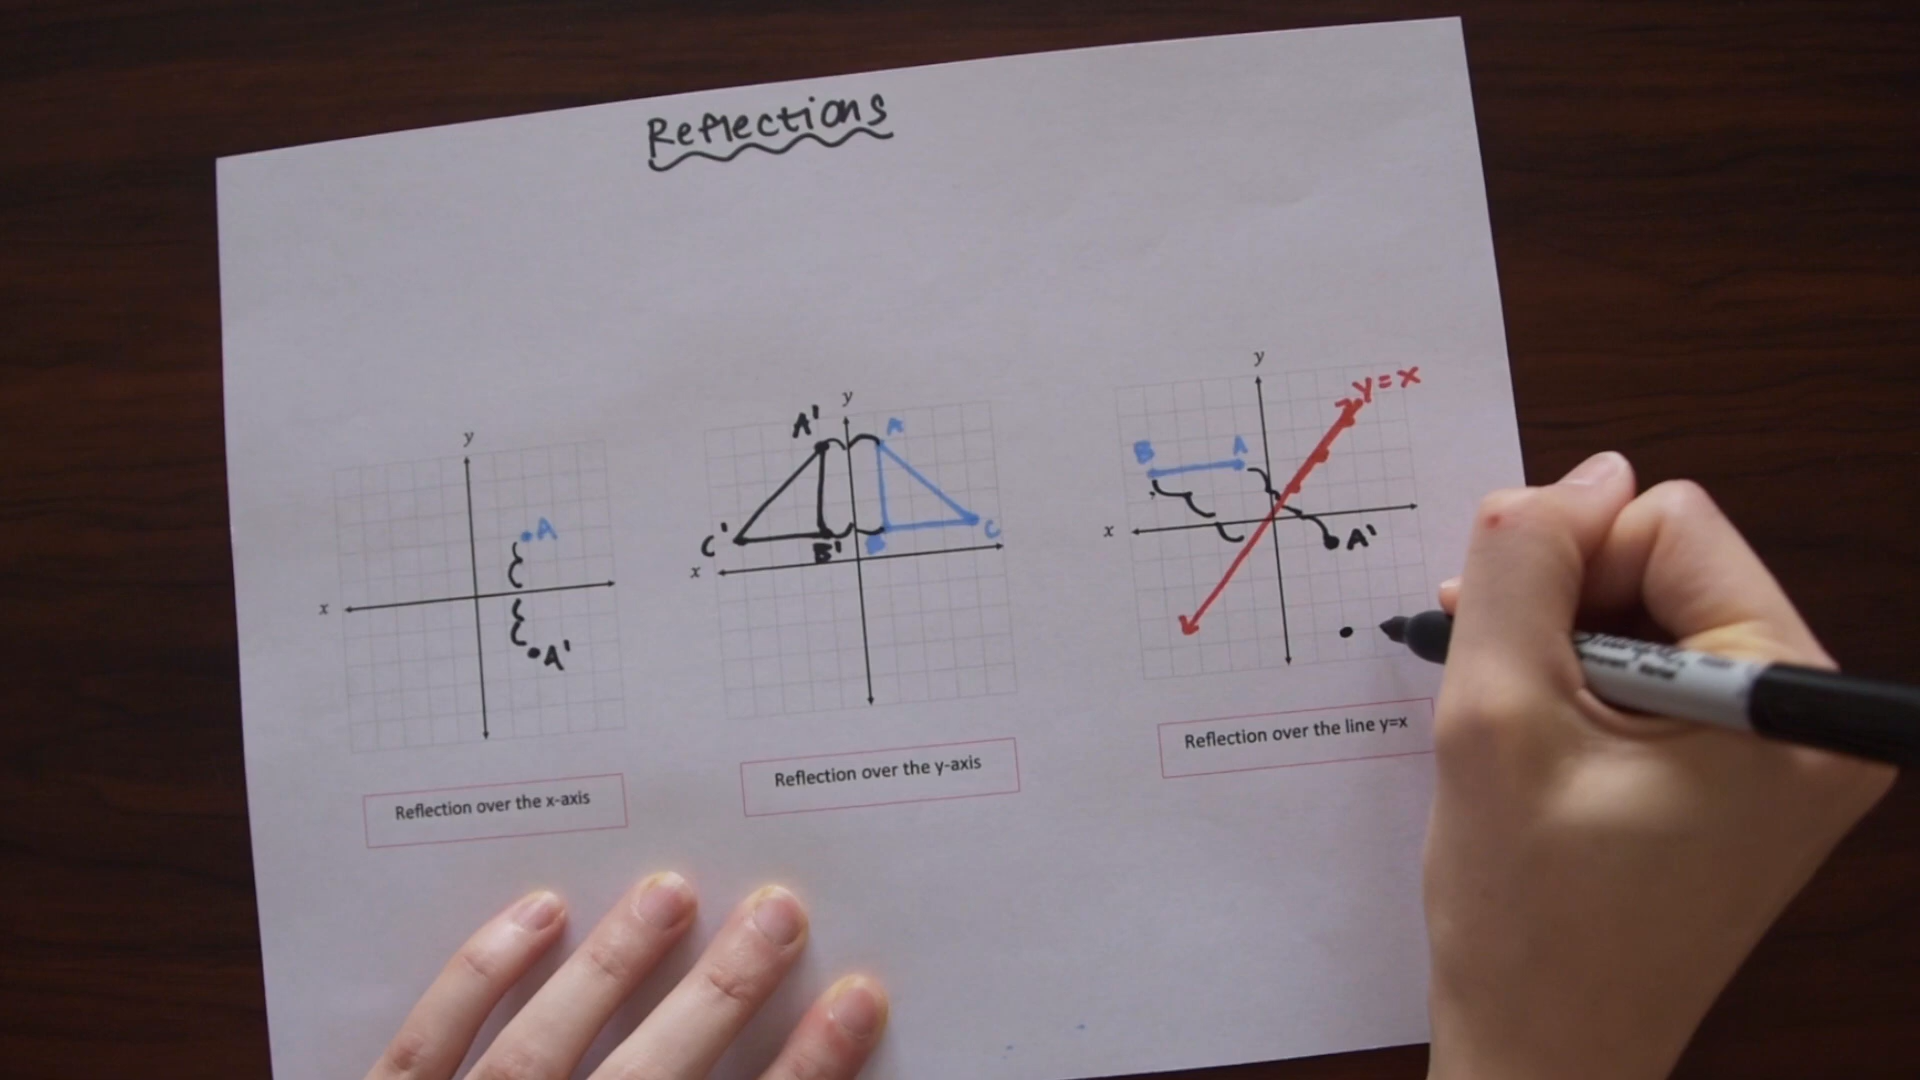 Reflections
y
A
x
A'
Reflection over the x-axis
y
A'
A
C'
B'
B
C
x
Reflection over the y-axis
y
y=x
B
A
x
A'
Reflection over the line y=x